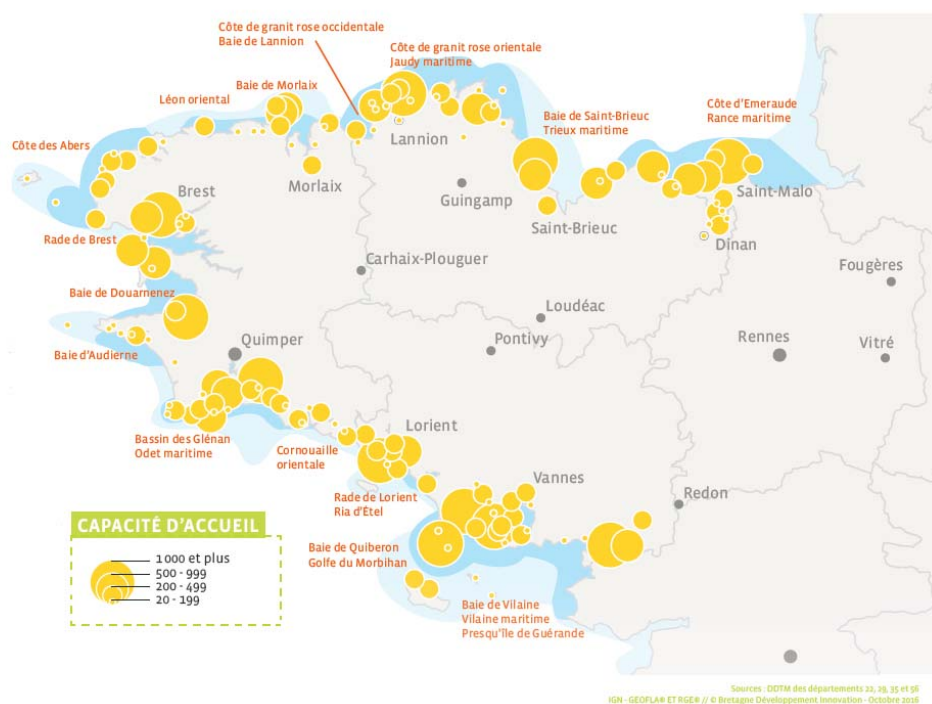 Côte de granit rose occidentale
Baie de Lannion
Côte de granit rose orientale
Jaudy maritime
Baie de Morlaix
Léon oriental
Côte des Abers
Baie de Saint-Brieuc
Trieux maritime
Côte d'Emeraude
Rance maritime
Lannion
Brest
Morlaix
Guingamp
Saint-Malo
Saint-Brieuc
Dinan
Rade de Brest
Carhaix-Plouguer
Fougères
Baie de Douarnenez
Loudéac
Quimper
Pontivy
Rennes
Vitré
Baie d'Audierne
Bassin des Glénan
Odet maritime
Cornouaille
orientale
Lorient
Vannes
Redon
Rade de Lorient
Ria d'Étel
CAPACITÉ D'ACCUEIL
1000 et plus
500 - 999
200 - 499
20 - 199
Baie de Quiberon
Golfe du Morbihan
Baie de Vilaine
Vilaine maritime
Presqu'île de Guérande
Sources : DDTM des départements 22, 29, 35 et 56
IGN - GEOFLA® ET RGE® // © Bretagne Développement Innovation - Octobre 2016